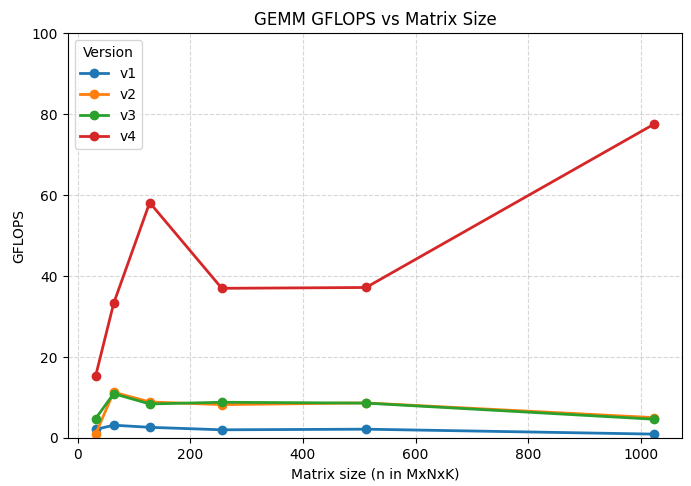 GEMM GFLOPS vs Matrix Size
100
80
60
40
20
0
GFLOPS
Version
v1
v2
v3
v4
0 200 400 600 800 1000
Matrix size (n in MxNxK)